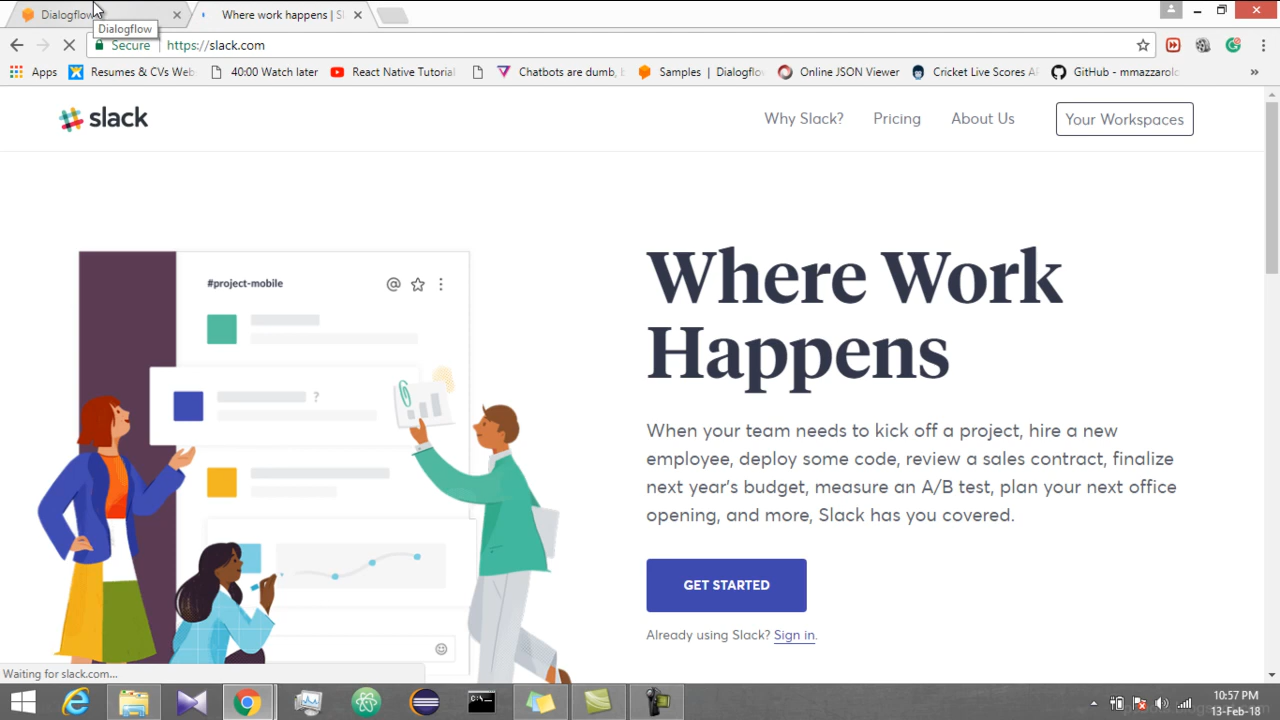 Dialogflow
Where work happens | Sl
Dialogflow
Secure
https://slack.com
Apps
Resumes & CVs Web
40:00 Watch later
React Native Tutoria
Chatbots are dumb, b
Samples | Dialogflo
Online JSON Viewer
Cricket Live Scores AP
GitHub - mmazzarolo
»
slack
Why Slack?
Pricing
About Us
Your Workspaces
#project-mobile
@
?
Where Work
Happens
When your team needs to kick off a project, hire a new
employee, deploy some code, review a sales contract, finalize
next year's budget, measure an A/B test, plan your next office
opening, and more, Slack has you covered.
GET STARTED
Already using Slack? Sign in.
Waiting for slack.com...
C:\_
10:57 PM
13-Feb-18